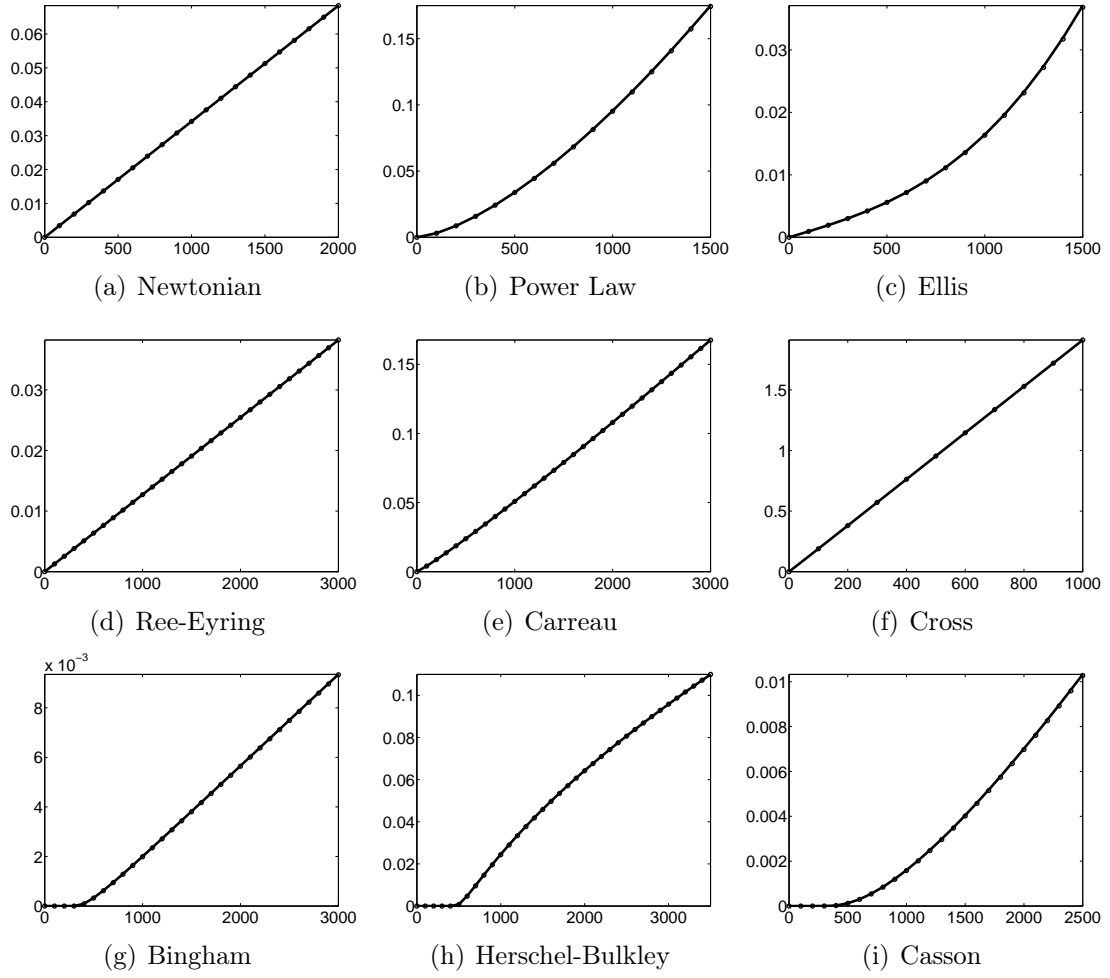 0.06
0.05
0.04
0.03
0.02
0.01
0
0 500 1000 1500 2000
(a) Newtonian
0.15
0.1
0.05
0
0 500 1000 1500
(b) Power Law
0.03
0.02
0.01
0
0 500 1000 1500
(c) Ellis
0.03
0.02
0.01
0
0 1000 2000 3000
(d) Ree-Eyring
0.15
0.1
0.05
0
0 1000 2000 3000
(e) Carreau
1.5
1
0.5
0
0 200 400 600 800 1000
(f) Cross
x 10⁻³
8
6
4
2
0
0 1000 2000 3000
(g) Bingham
0.1
0.08
0.06
0.04
0.02
0
0 1000 2000 3000
(h) Herschel-Bulkley
0.01
0.008
0.006
0.004
0.002
0
0 500 1000 1500 2000 2500
(i) Casson